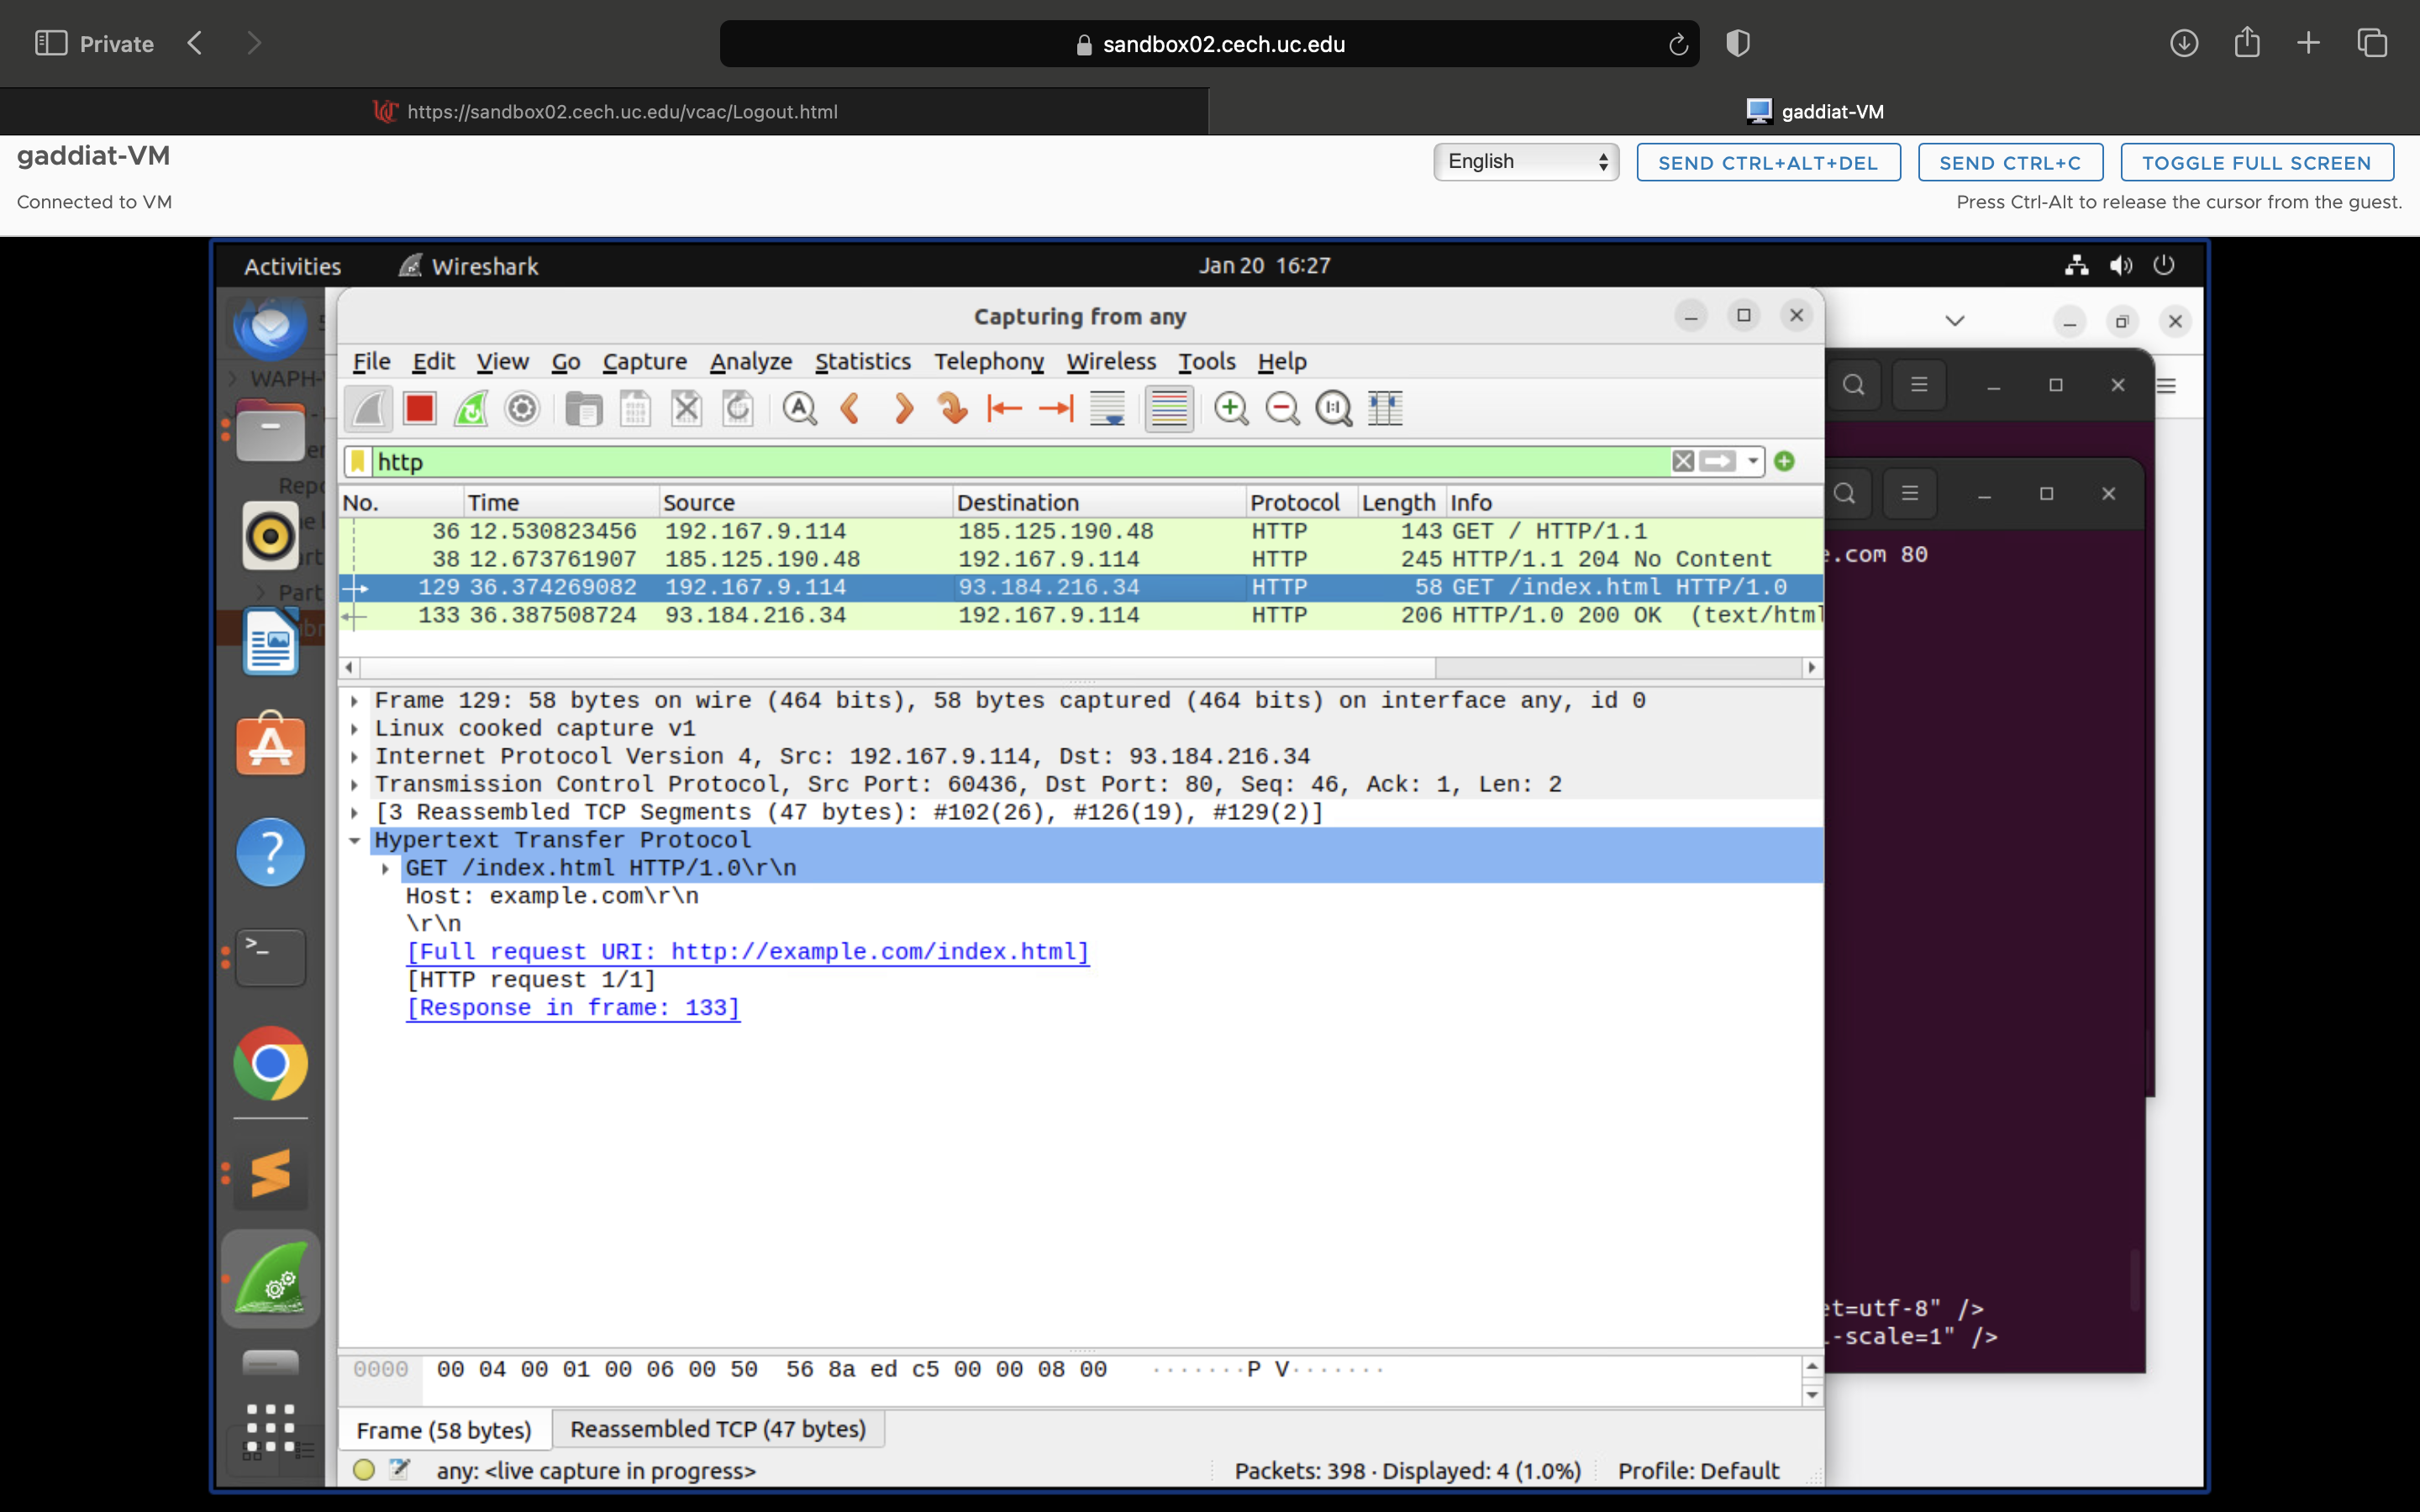 Private
sandbox02.cech.uc.edu
https://sandbox02.cech.uc.edu/vcac/Logout.html
gaddiat-VM
gaddiat-VM
English
SEND CTRL+ALT+DEL
SEND CTRL+C
TOGGLE FULL SCREEN
Connected to VM
Press Ctrl-Alt to release the cursor from the guest.
Activities
Wireshark
Jan 20 16:27
Capturing from any
File Edit View Go Capture Analyze Statistics Telephony Wireless Tools Help
http
No. Time Source Destination Protocol Length Info
36 12.530823456 192.167.9.114 185.125.190.48 HTTP 143 GET / HTTP/1.1
38 12.673761907 185.125.190.48 192.167.9.114 HTTP 245 HTTP/1.1 204 No Content
129 36.374269082 192.167.9.114 93.184.216.34 HTTP 58 GET /index.html HTTP/1.0
133 36.387508724 93.184.216.34 192.167.9.114 HTTP 206 HTTP/1.0 200 OK (text/html
Frame 129: 58 bytes on wire (464 bits), 58 bytes captured (464 bits) on interface any, id 0
Linux cooked capture v1
Internet Protocol Version 4, Src: 192.167.9.114, Dst: 93.184.216.34
Transmission Control Protocol, Src Port: 60436, Dst Port: 80, Seq: 46, Ack: 1, Len: 2
[3 Reassembled TCP Segments (47 bytes): #102(26), #126(19), #129(2)]
Hypertext Transfer Protocol
GET /index.html HTTP/1.0\r\n
Host: example.com\r\n
\r\n
[Full request URI: http://example.com/index.html]
[HTTP request 1/1]
[Response in frame: 133]
0000 00 04 00 01 00 06 00 50 56 8a ed c5 00 00 08 00 ·······P V·······
Frame (58 bytes)
Reassembled TCP (47 bytes)
any: <live capture in progress>
Packets: 398 · Displayed: 4 (1.0%)
Profile: Default
WAPH-
Repo
Part
e.com 80
et=utf-8" />
-scale=1" />